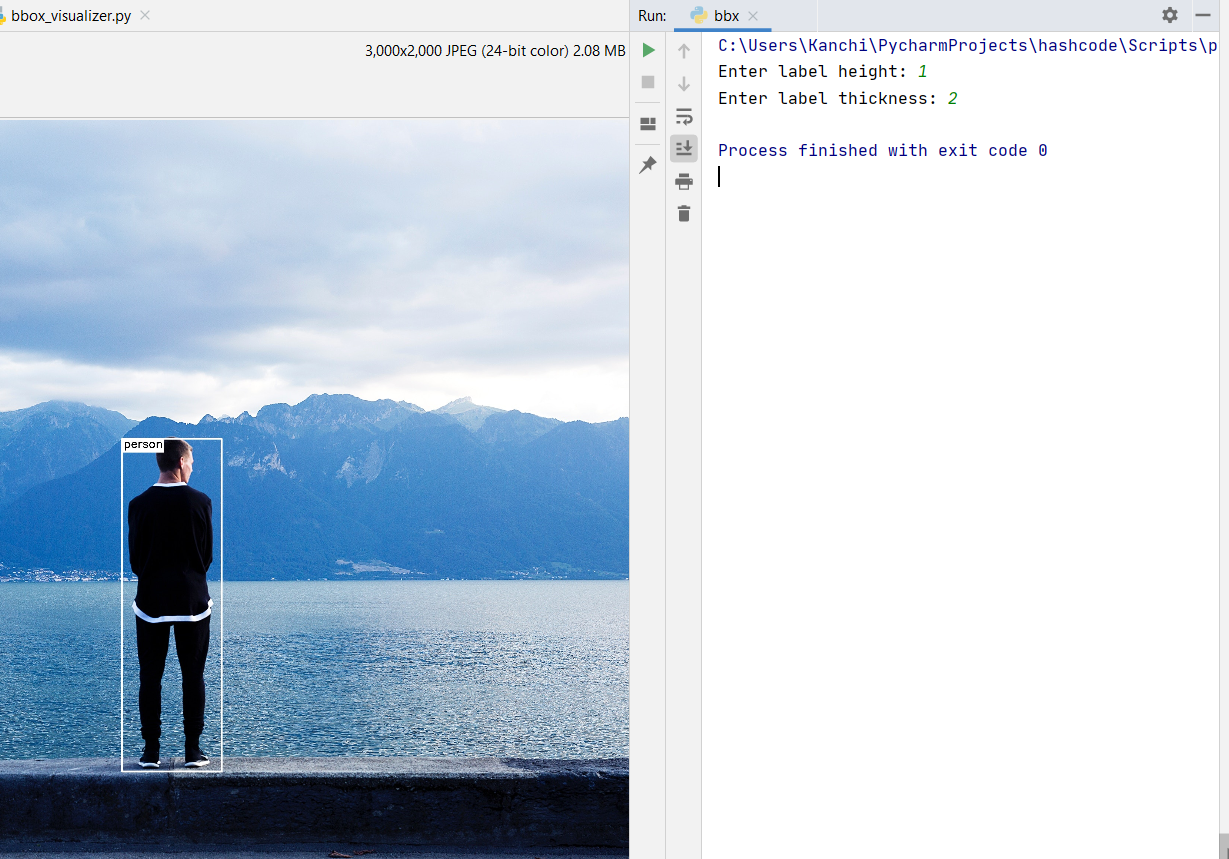 bbox_visualizer.py
3,000x2,000 JPEG (24-bit color) 2.08 MB
person
Run: bbx
C:\Users\Kanchi\PycharmProjects\hashcode\Scripts\p
Enter label height: 1
Enter label thickness: 2
Process finished with exit code 0